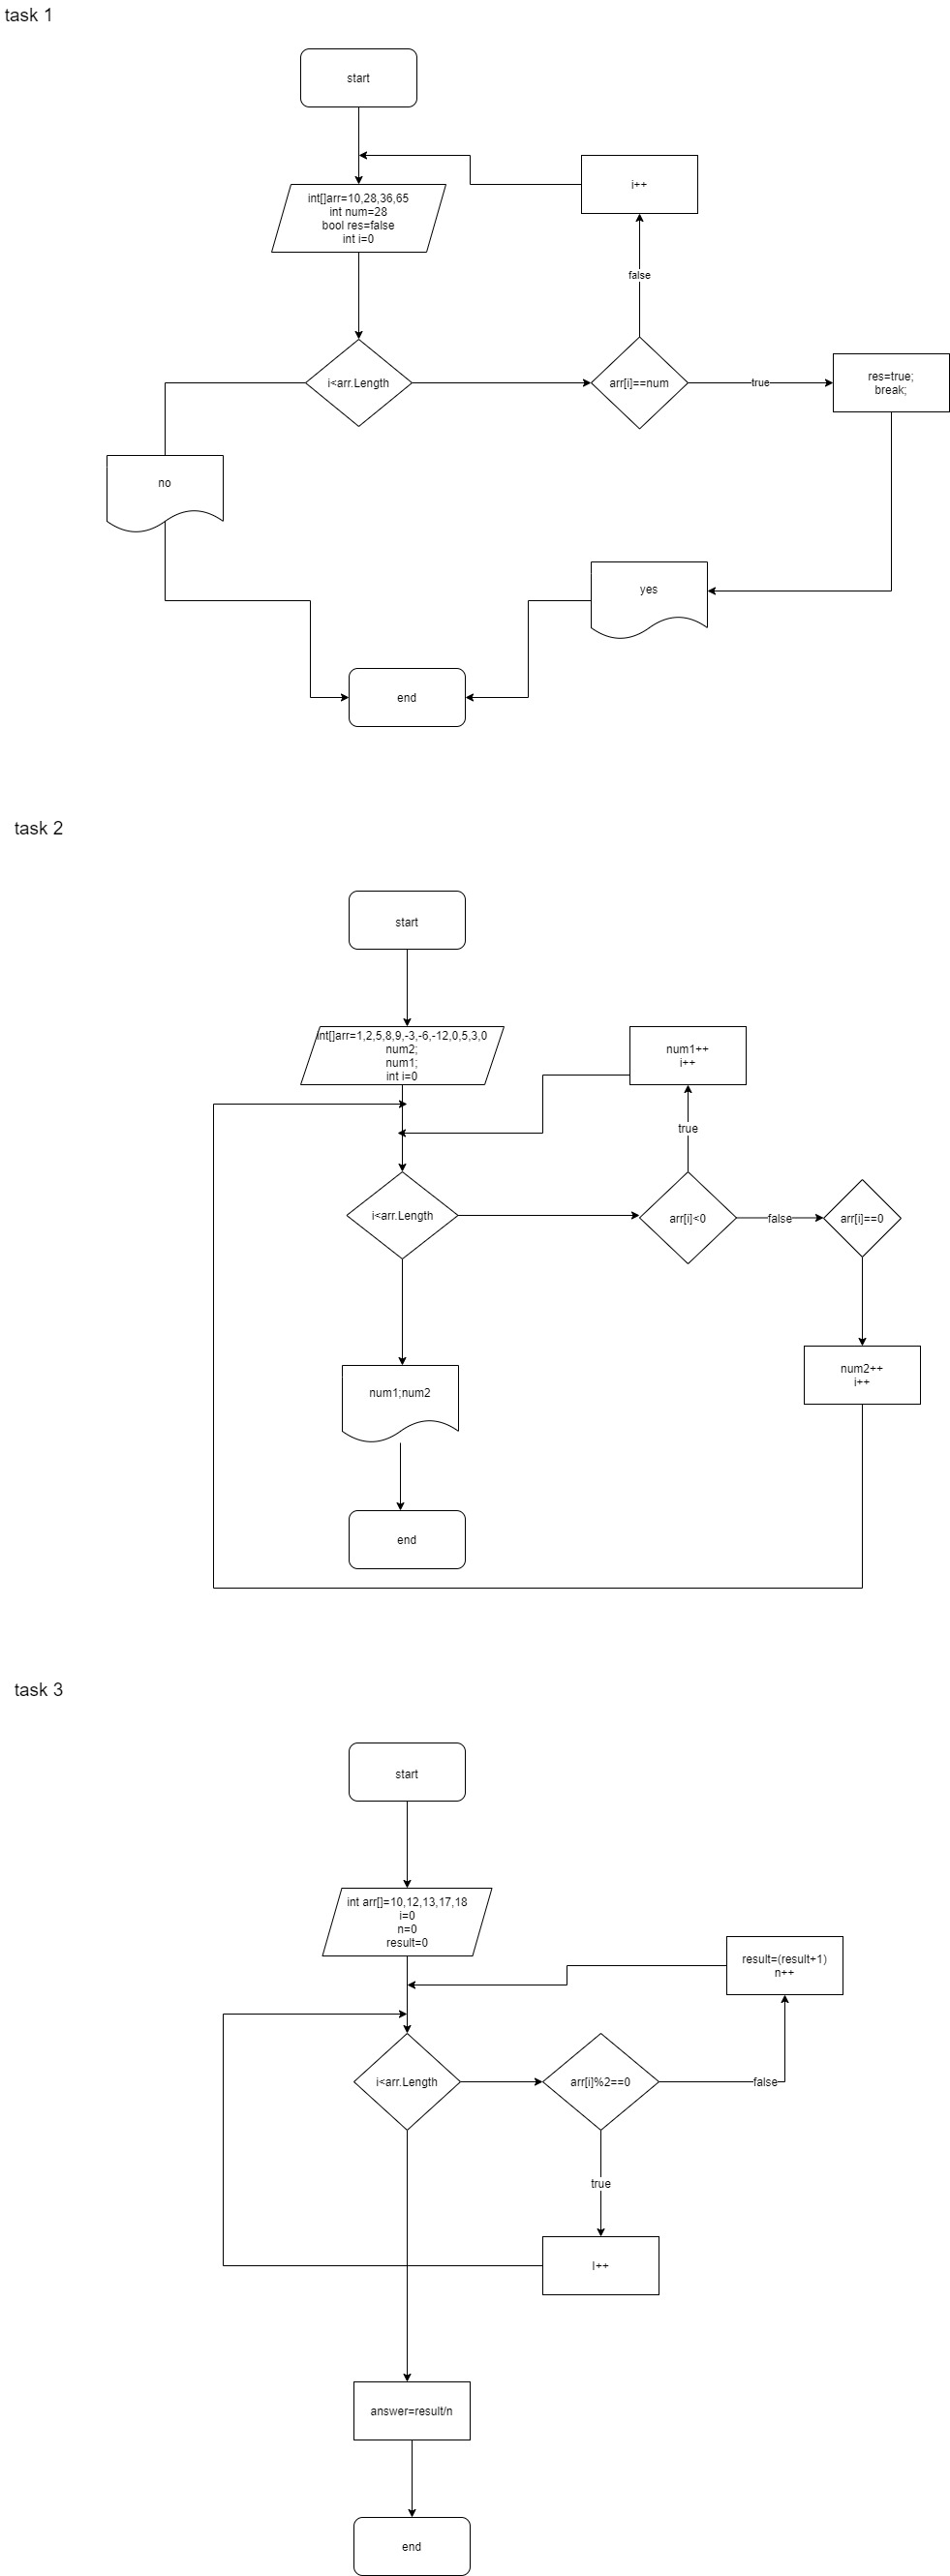 task 1
start
i++
int[]arr=10,28,36,65
int num=28
bool res=false
int i=0
false
i<arr.Length
arr[i]==num
true
res=true;
break;
no
yes
end
task 2
start
int[]arr=1,2,5,8,9,-3,-6,-12,0,5,3,0
num2;
num1;
int i=0
num1++
i++
true
i<arr.Length
arr[i]<0
false
arr[i]==0
num2++
i++
num1;num2
end
task 3
start
int arr[]=10,12,13,17,18
i=0
n=0
result=0
result=(result+1)
n++
i<arr.Length
arr[i]%2==0
false
true
I++
answer=result/n
end